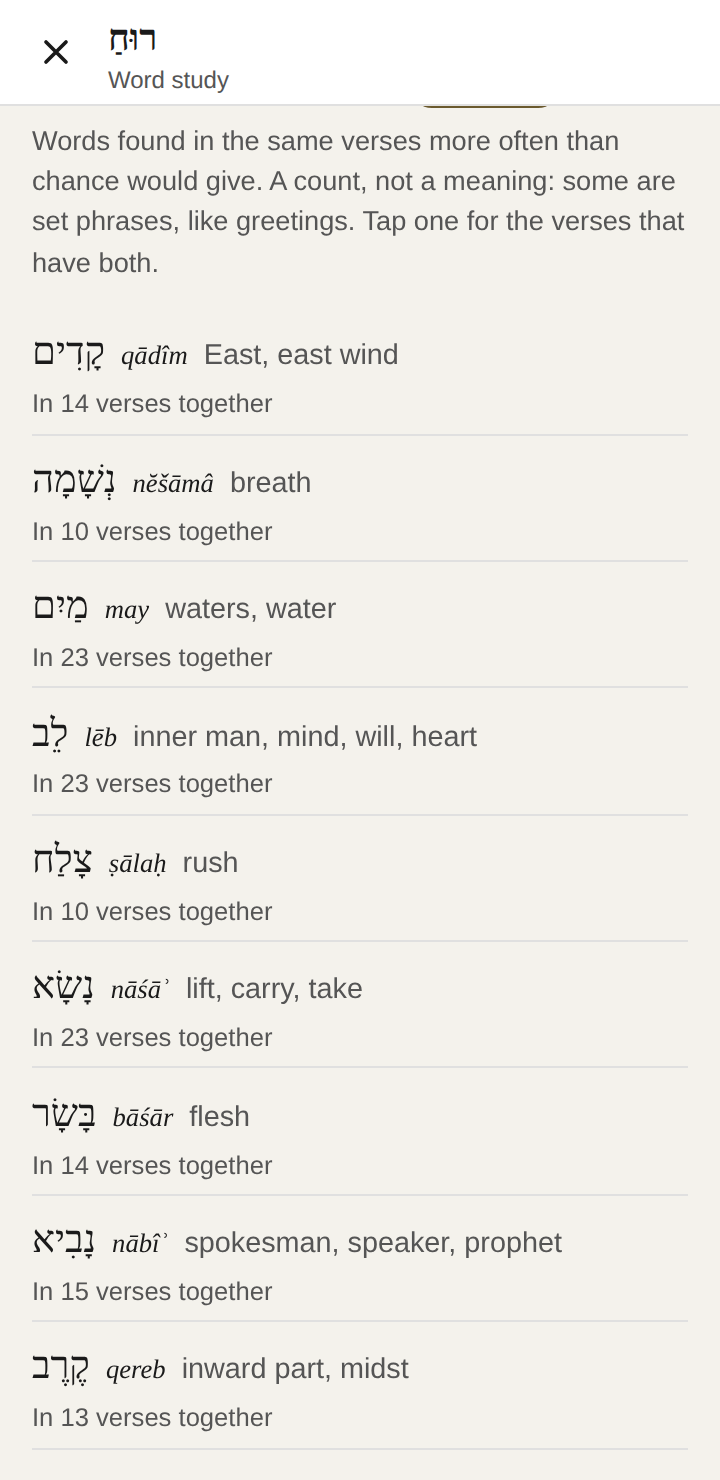 רוּחַ
Word study
Words found in the same verses more often than
chance would give. A count, not a meaning: some are
set phrases, like greetings. Tap one for the verses that
have both.
קָדִים qādîm East, east wind
In 14 verses together
נְשָׁמָה nĕšāmâ breath
In 10 verses together
מַיִם may waters, water
In 23 verses together
לֵב lēb inner man, mind, will, heart
In 23 verses together
צָלַח ṣālaḥ rush
In 10 verses together
נָשָׂא nāśāʾ lift, carry, take
In 23 verses together
בָּשָׂר bāśār flesh
In 14 verses together
נָבִיא nābîʾ spokesman, speaker, prophet
In 15 verses together
קֶרֶב qereb inward part, midst
In 13 verses together